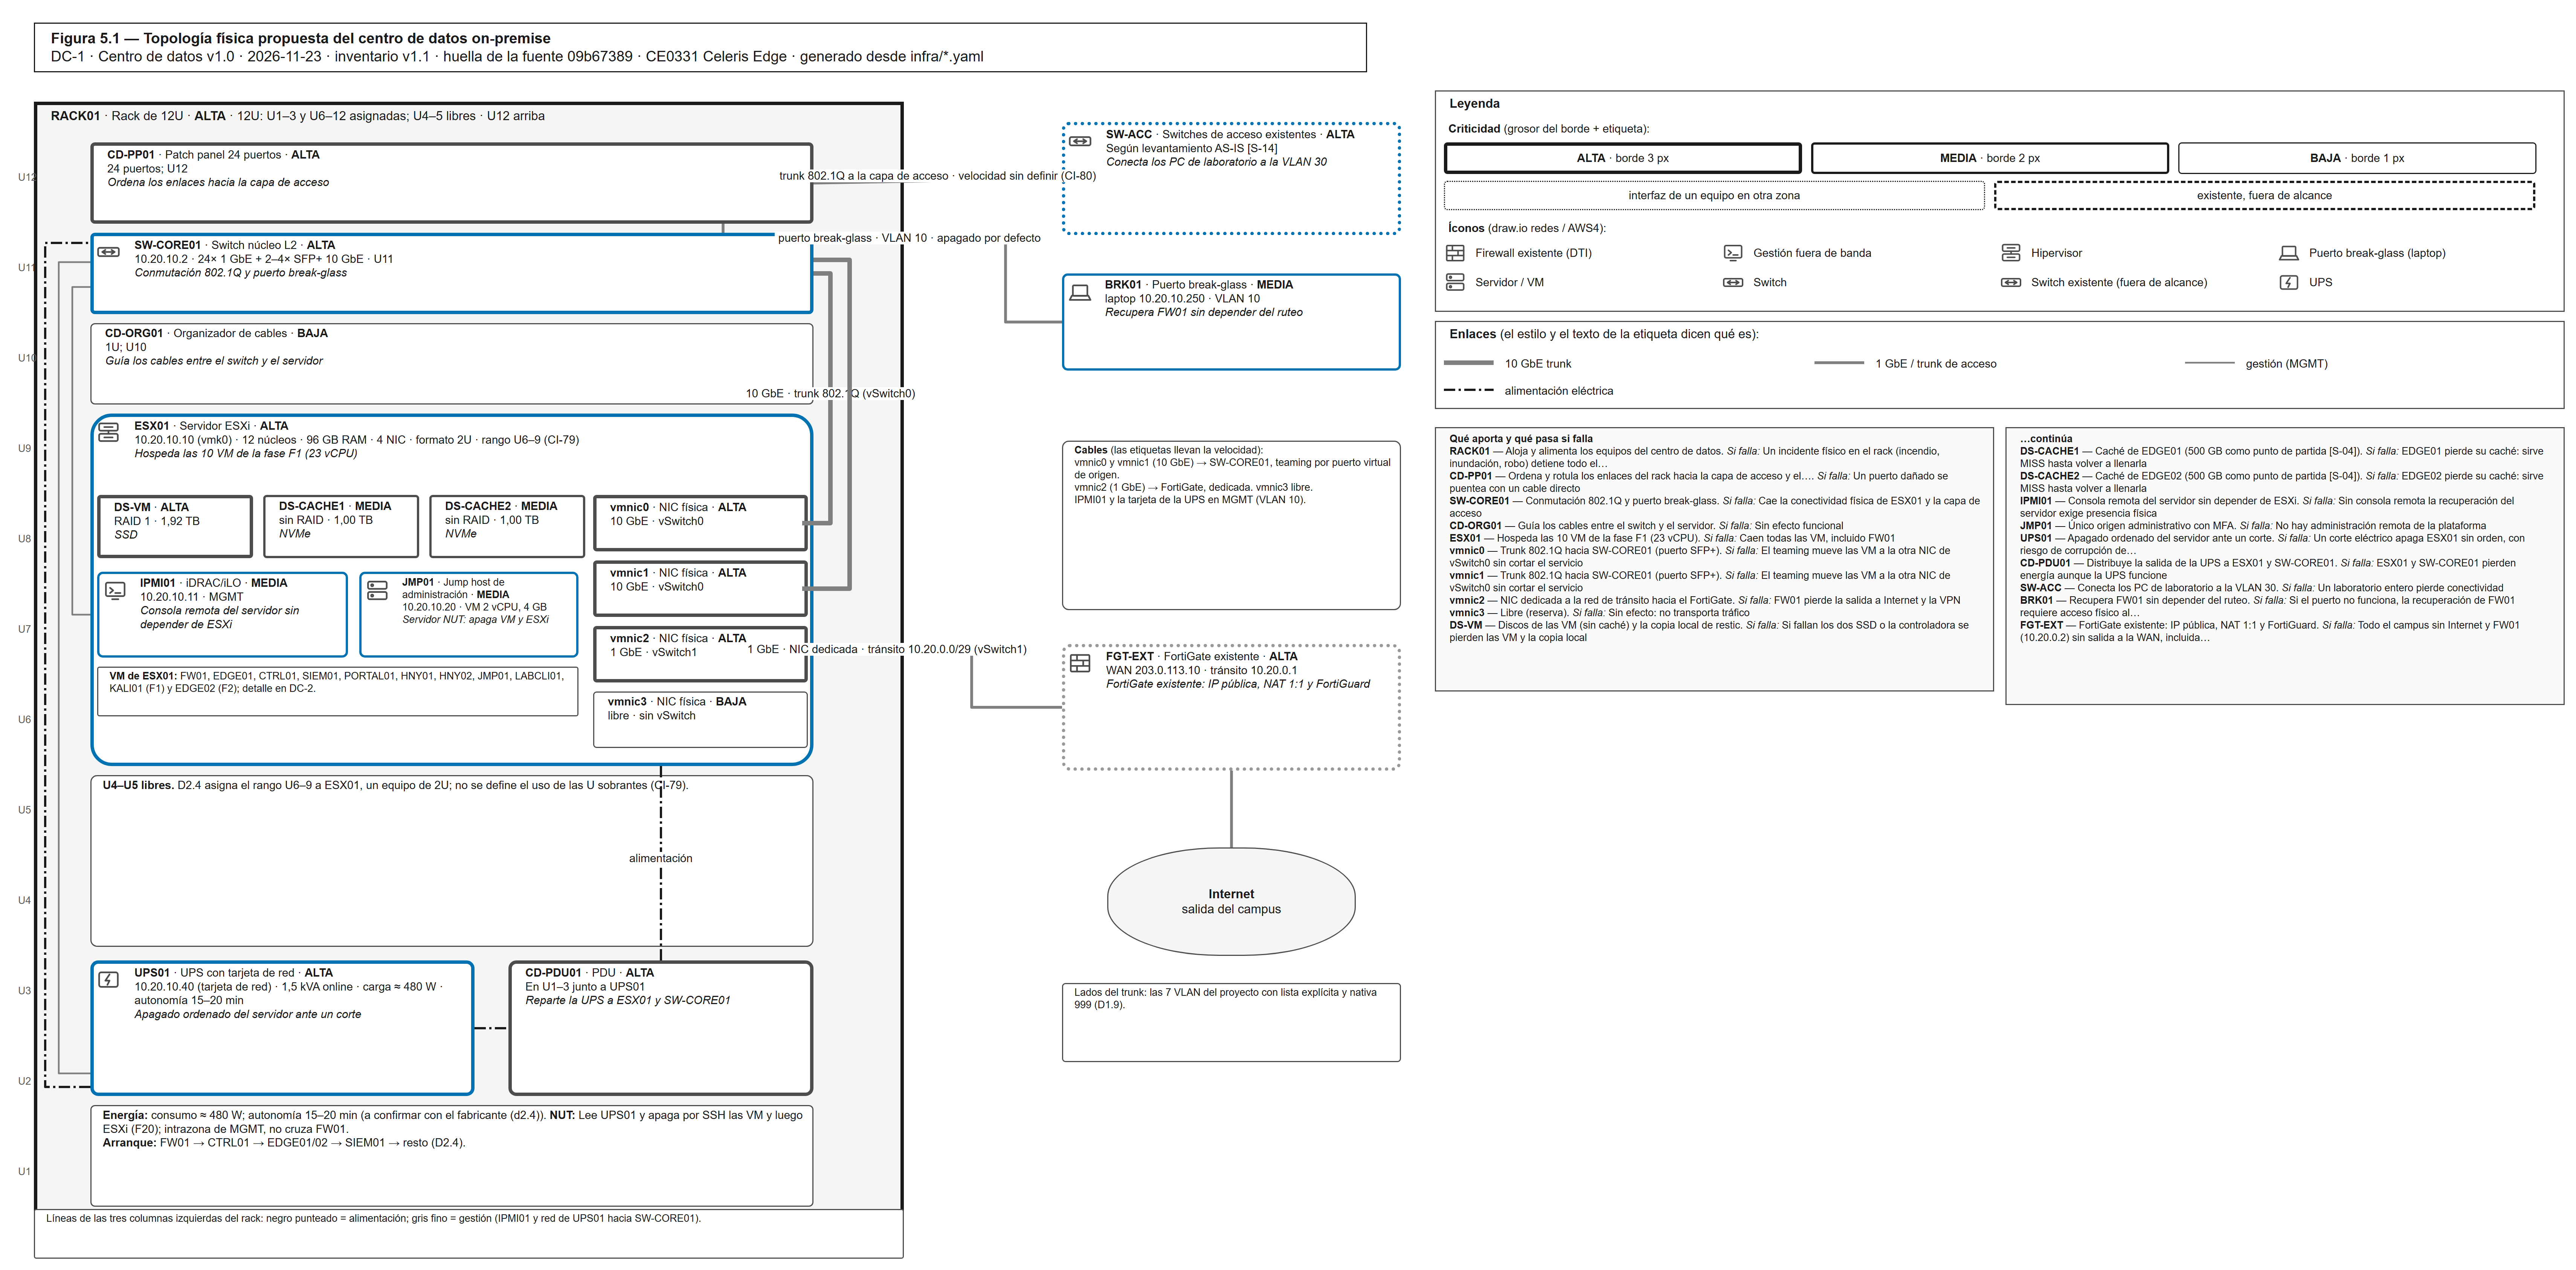 Figura 5.1 — Topología física propuesta del centro de datos on-premise
DC-1 · Centro de datos v1.0 · 2026-11-23 · inventario v1.1 · huella de la fuente 09b67389 · CE0331 Celeris Edge · generado desde infra/*.yaml
RACK01 · Rack de 12U · ALTA · 12U: U1–3 y U6–12 asignadas; U4–5 libres · U12 arriba
U12
CD-PP01 · Patch panel 24 puertos · ALTA
24 puertos; U12
Ordena los enlaces hacia la capa de acceso
trunk 802.1Q a la capa de acceso · velocidad sin definir (CI-80)
U11
SW-CORE01 · Switch núcleo L2 · ALTA
10.20.10.2 · 24× 1 GbE + 2–4× SFP+ 10 GbE · U11
Conmutación 802.1Q y puerto break-glass
puerto break-glass · VLAN 10 · apagado por defecto
U10
CD-ORG01 · Organizador de cables · BAJA
1U; U10
Guía los cables entre el switch y el servidor
10 GbE · trunk 802.1Q (vSwitch0)
U9
ESX01 · Servidor ESXi · ALTA
10.20.10.10 (vmk0) · 12 núcleos · 96 GB RAM · 4 NIC · formato 2U · rango U6–9 (CI-79)
Hospeda las 10 VM de la fase F1 (23 vCPU)
U8
DS-VM · ALTA
RAID 1 · 1,92 TB
SSD
DS-CACHE1 · MEDIA
sin RAID · 1,00 TB
NVMe
DS-CACHE2 · MEDIA
sin RAID · 1,00 TB
NVMe
vmnic0 · NIC física · ALTA
10 GbE · vSwitch0
vmnic1 · NIC física · ALTA
10 GbE · vSwitch0
U7
IPMI01 · iDRAC/iLO · MEDIA
10.20.10.11 · MGMT
Consola remota del servidor sin
depender de ESXi
JMP01 · Jump host de
administración · MEDIA
10.20.10.20 · VM 2 vCPU, 4 GB
Servidor NUT: apaga VM y ESXi
vmnic2 · NIC física · ALTA
1 GbE · vSwitch1
1 GbE · NIC dedicada · tránsito 10.20.0.0/29 (vSwitch1)
VM de ESX01: FW01, EDGE01, CTRL01, SIEM01, PORTAL01, HNY01, HNY02, JMP01, LABCLI01,
KALI01 (F1) y EDGE02 (F2); detalle en DC-2.
U6
vmnic3 · NIC física · BAJA
libre · sin vSwitch
U4–U5 libres. D2.4 asigna el rango U6–9 a ESX01, un equipo de 2U; no se define el uso de las U sobrantes (CI-79).
U5
alimentación
U4
U3
UPS01 · UPS con tarjeta de red · ALTA
10.20.10.40 (tarjeta de red) · 1,5 kVA online · carga ≈ 480 W ·
autonomía 15–20 min
Apagado ordenado del servidor ante un corte
CD-PDU01 · PDU · ALTA
En U1–3 junto a UPS01
Reparte la UPS a ESX01 y SW-CORE01
U2
Energía: consumo ≈ 480 W; autonomía 15–20 min (a confirmar con el fabricante (d2.4)). NUT: Lee UPS01 y apaga por SSH las VM y luego
ESXi (F20); intrazona de MGMT, no cruza FW01.
Arranque: FW01 → CTRL01 → EDGE01/02 → SIEM01 → resto (D2.4).
U1
Líneas de las tres columnas izquierdas del rack: negro punteado = alimentación; gris fino = gestión (IPMI01 y red de UPS01 hacia SW-CORE01).
SW-ACC · Switches de acceso existentes · ALTA
Según levantamiento AS-IS [S-14]
Conecta los PC de laboratorio a la VLAN 30
BRK01 · Puerto break-glass · MEDIA
laptop 10.20.10.250 · VLAN 10
Recupera FW01 sin depender del ruteo
Cables (las etiquetas llevan la velocidad):
vmnic0 y vmnic1 (10 GbE) → SW-CORE01, teaming por puerto virtual
de origen.
vmnic2 (1 GbE) → FortiGate, dedicada. vmnic3 libre.
IPMI01 y la tarjeta de la UPS en MGMT (VLAN 10).
FGT-EXT · FortiGate existente · ALTA
WAN 203.0.113.10 · tránsito 10.20.0.1
FortiGate existente: IP pública, NAT 1:1 y FortiGuard
Internet
salida del campus
Lados del trunk: las 7 VLAN del proyecto con lista explícita y nativa
999 (D1.9).
Leyenda
Criticidad (grosor del borde + etiqueta):
ALTA · borde 3 px
MEDIA · borde 2 px
BAJA · borde 1 px
interfaz de un equipo en otra zona
existente, fuera de alcance
Íconos (draw.io redes / AWS4):
Firewall existente (DTI)
Gestión fuera de banda
Hipervisor
Puerto break-glass (laptop)
Servidor / VM
Switch
Switch existente (fuera de alcance)
UPS
Enlaces (el estilo y el texto de la etiqueta dicen qué es):
10 GbE trunk
1 GbE / trunk de acceso
gestión (MGMT)
alimentación eléctrica
Qué aporta y qué pasa si falla
RACK01 — Aloja y alimenta los equipos del centro de datos. Si falla: Un incidente físico en el rack (incendio,
inundación, robo) detiene todo el…
CD-PP01 — Ordena y rotula los enlaces del rack hacia la capa de acceso y el…. Si falla: Un puerto dañado se
puentea con un cable directo
SW-CORE01 — Conmutación 802.1Q y puerto break-glass. Si falla: Cae la conectividad física de ESX01 y la capa de
acceso
CD-ORG01 — Guía los cables entre el switch y el servidor. Si falla: Sin efecto funcional
ESX01 — Hospeda las 10 VM de la fase F1 (23 vCPU). Si falla: Caen todas las VM, incluido FW01
vmnic0 — Trunk 802.1Q hacia SW-CORE01 (puerto SFP+). Si falla: El teaming mueve las VM a la otra NIC de
vSwitch0 sin cortar el servicio
vmnic1 — Trunk 802.1Q hacia SW-CORE01 (puerto SFP+). Si falla: El teaming mueve las VM a la otra NIC de
vSwitch0 sin cortar el servicio
vmnic2 — NIC dedicada a la red de tránsito hacia el FortiGate. Si falla: FW01 pierde la salida a Internet y la VPN
vmnic3 — Libre (reserva). Si falla: Sin efecto: no transporta tráfico
DS-VM — Discos de las VM (sin caché) y la copia local de restic. Si falla: Si fallan los dos SSD o la controladora se
pierden las VM y la copia local
…continúa
DS-CACHE1 — Caché de EDGE01 (500 GB como punto de partida [S-04]). Si falla: EDGE01 pierde su caché: sirve
MISS hasta volver a llenarla
DS-CACHE2 — Caché de EDGE02 (500 GB como punto de partida [S-04]). Si falla: EDGE02 pierde su caché: sirve
MISS hasta volver a llenarla
IPMI01 — Consola remota del servidor sin depender de ESXi. Si falla: Sin consola remota la recuperación del
servidor exige presencia física
JMP01 — Único origen administrativo con MFA. Si falla: No hay administración remota de la plataforma
UPS01 — Apagado ordenado del servidor ante un corte. Si falla: Un corte eléctrico apaga ESX01 sin orden, con
riesgo de corrupción de…
CD-PDU01 — Distribuye la salida de la UPS a ESX01 y SW-CORE01. Si falla: ESX01 y SW-CORE01 pierden
energía aunque la UPS funcione
SW-ACC — Conecta los PC de laboratorio a la VLAN 30. Si falla: Un laboratorio entero pierde conectividad
BRK01 — Recupera FW01 sin depender del ruteo. Si falla: Si el puerto no funciona, la recuperación de FW01
requiere acceso físico al…
FGT-EXT — FortiGate existente: IP pública, NAT 1:1 y FortiGuard. Si falla: Todo el campus sin Internet y FW01
(10.20.0.2) sin salida a la WAN, incluida…